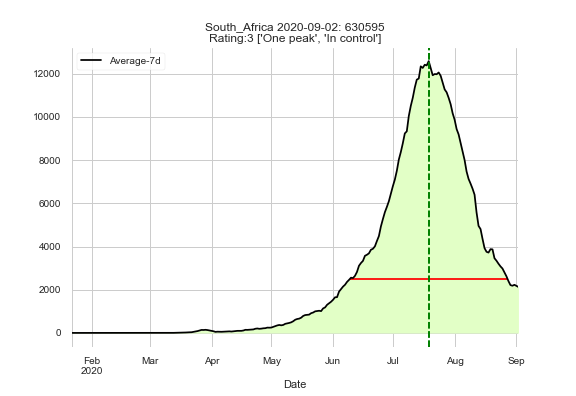 South_Africa 2020-09-02: 630595
Rating:3 ['One peak', 'In control']
Average-7d
12000
10000
8000
6000
4000
2000
0
Feb Mar Apr May Jun Jul Aug Sep
2020
Date